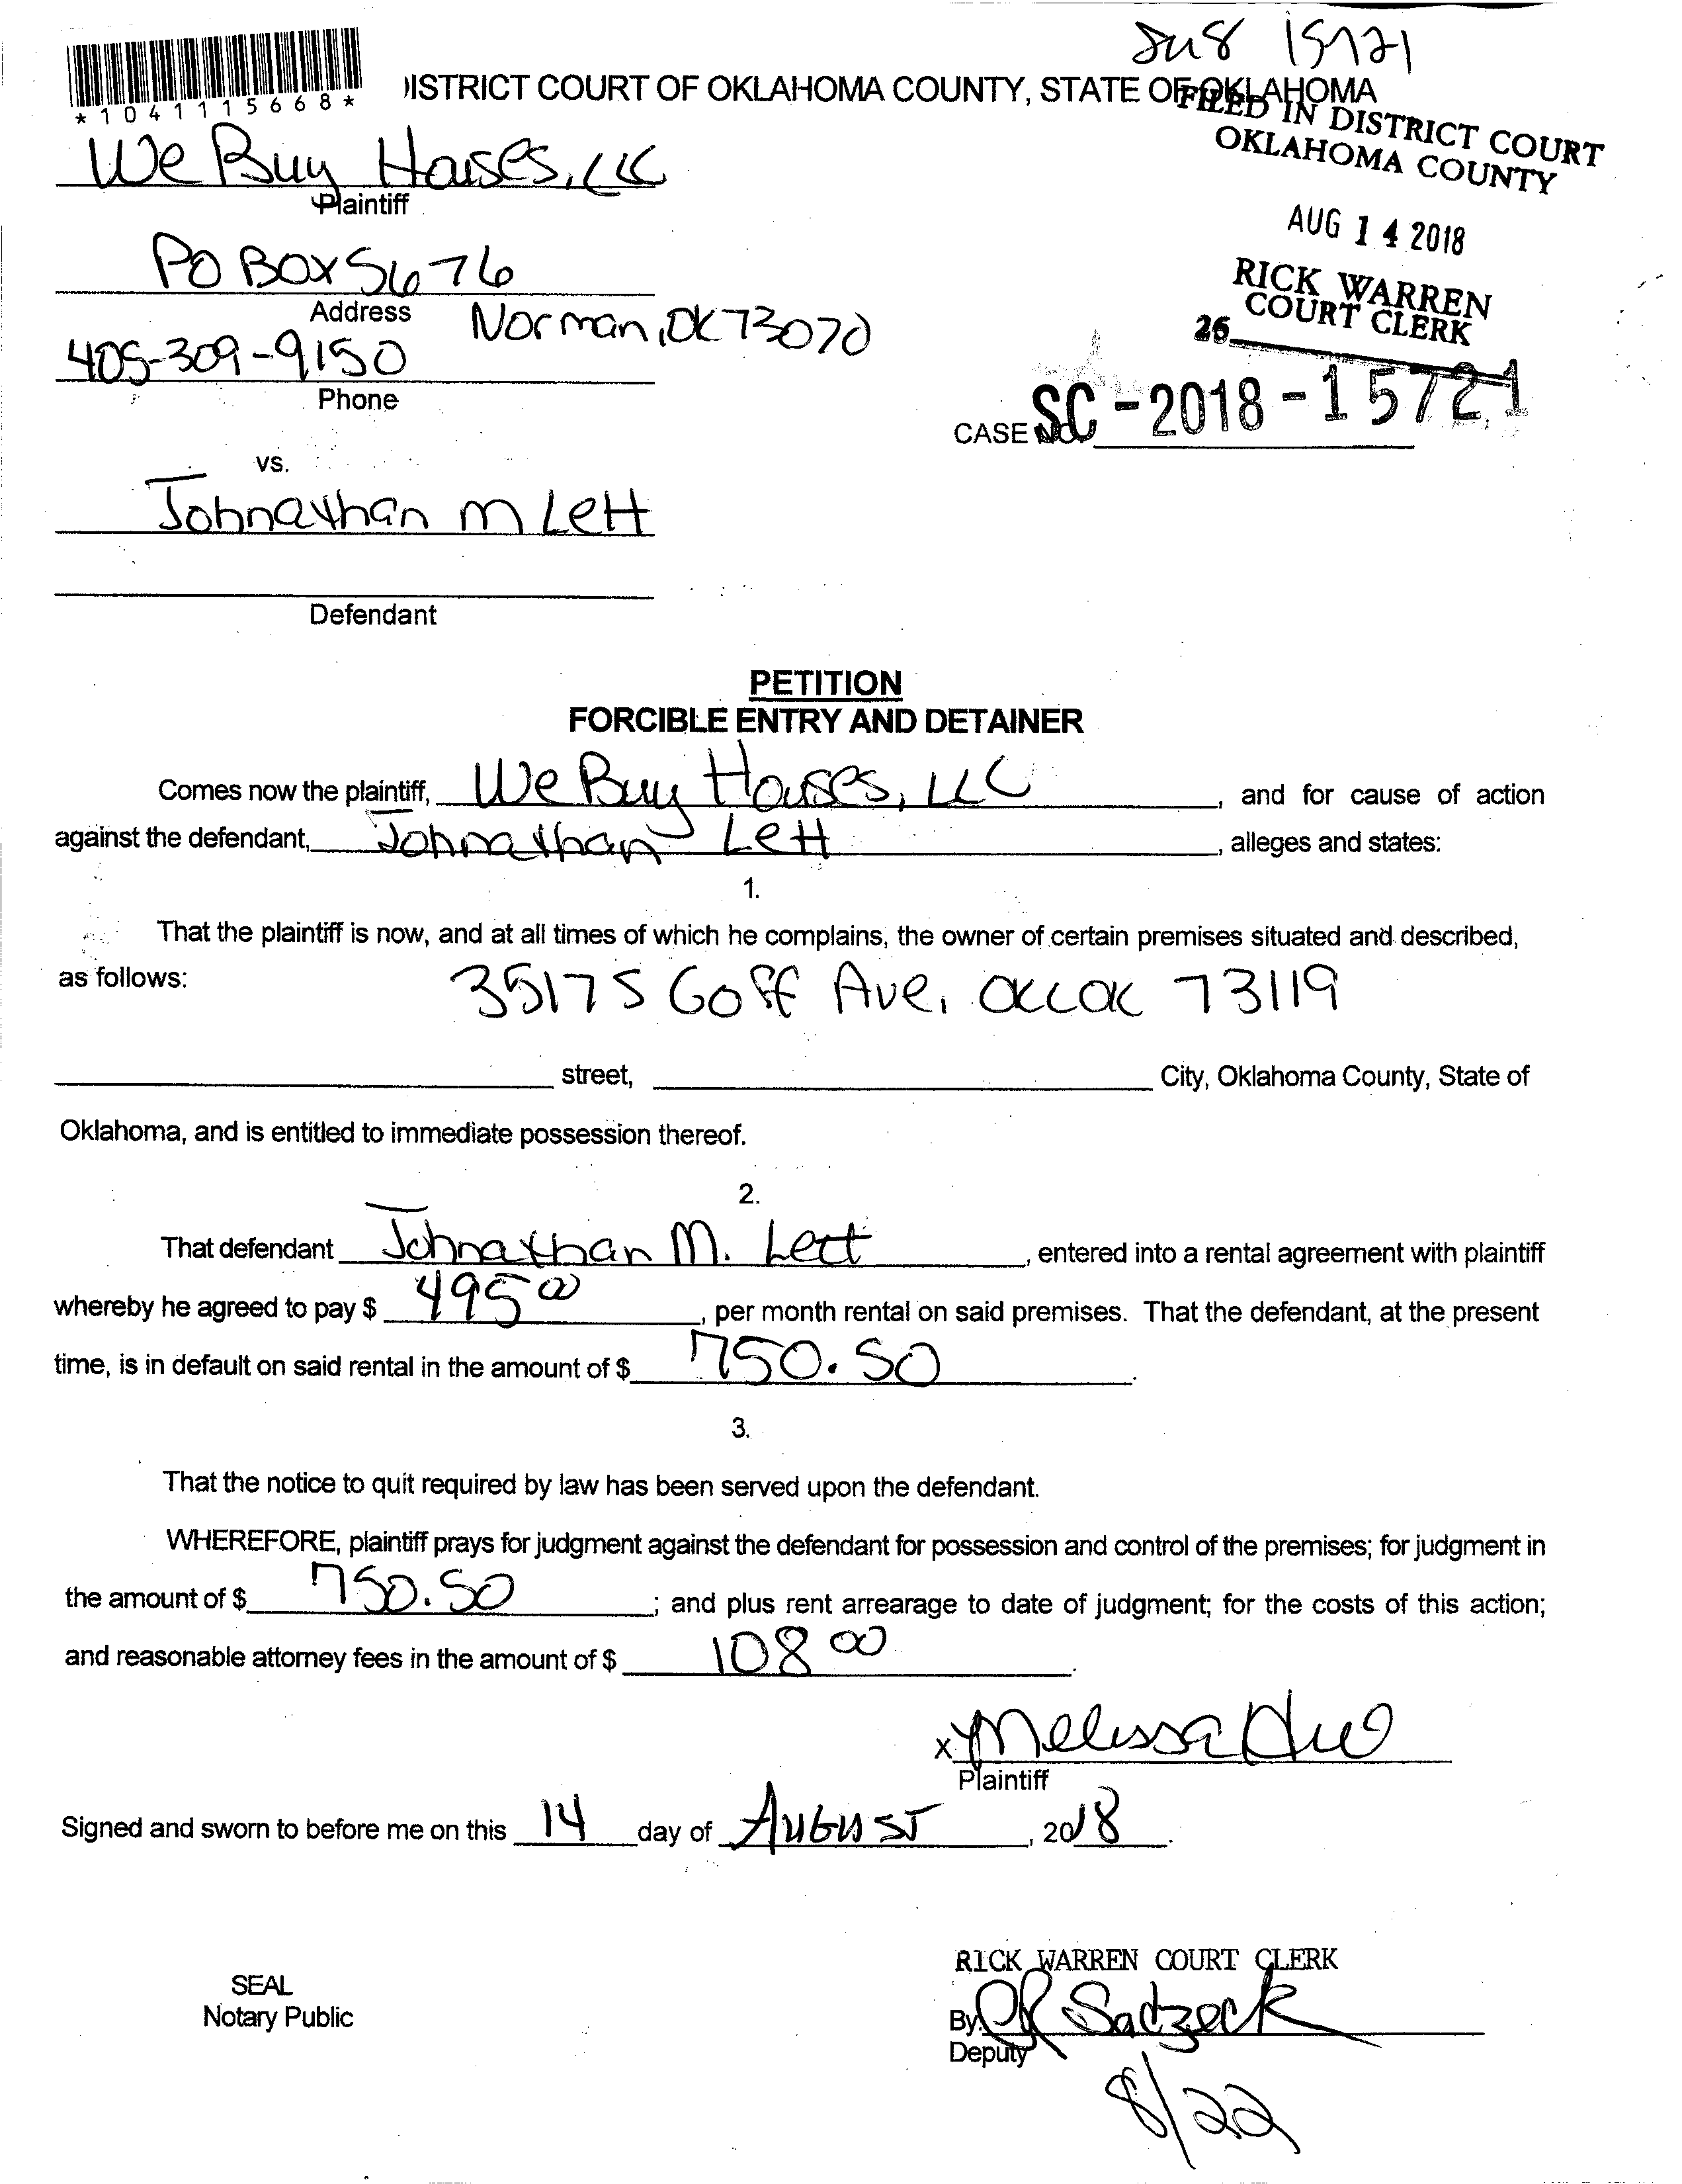 15721
*1041115668*
DISTRICT COURT OF OKLAHOMA COUNTY, STATE OF OKLAHOMA
FILED IN DISTRICT COURT
OKLAHOMA COUNTY
We Buy Houses, LLC
Plaintiff
AUG 14 2018
PO BOX 5676
Address
Norman, OK 73070
RICK WARREN
COURT CLERK
26
405-309-9150
Phone
CASE NO. SC-2018-15721
vs.
Johnathan M Lett
Defendant
PETITION
FORCIBLE ENTRY AND DETAINER
Comes now the plaintiff, We Buy Houses, LLC, and for cause of action
against the defendant, Johnathan Lett, alleges and states:
1.
That the plaintiff is now, and at all times of which he complains, the owner of certain premises situated and described,
as follows: 3517 S Goff Ave, OKC OK 73119
street, City, Oklahoma County, State of
Oklahoma, and is entitled to immediate possession thereof.
2.
That defendant Johnathan M. Lett, entered into a rental agreement with plaintiff
whereby he agreed to pay $ 495 00, per month rental on said premises. That the defendant, at the present
time, is in default on said rental in the amount of $ 750.50.
3.
That the notice to quit required by law has been served upon the defendant.
WHEREFORE, plaintiff prays for judgment against the defendant for possession and control of the premises; for judgment in
the amount of $ 750.50; and plus rent arrearage to date of judgment; for the costs of this action;
and reasonable attorney fees in the amount of $ 108 00.
X Melissa
Plaintiff
Signed and sworn to before me on this 14 day of AUGUST, 2018.
RICK WARREN COURT CLERK
SEAL
Notary Public
By
Deputy
8/22